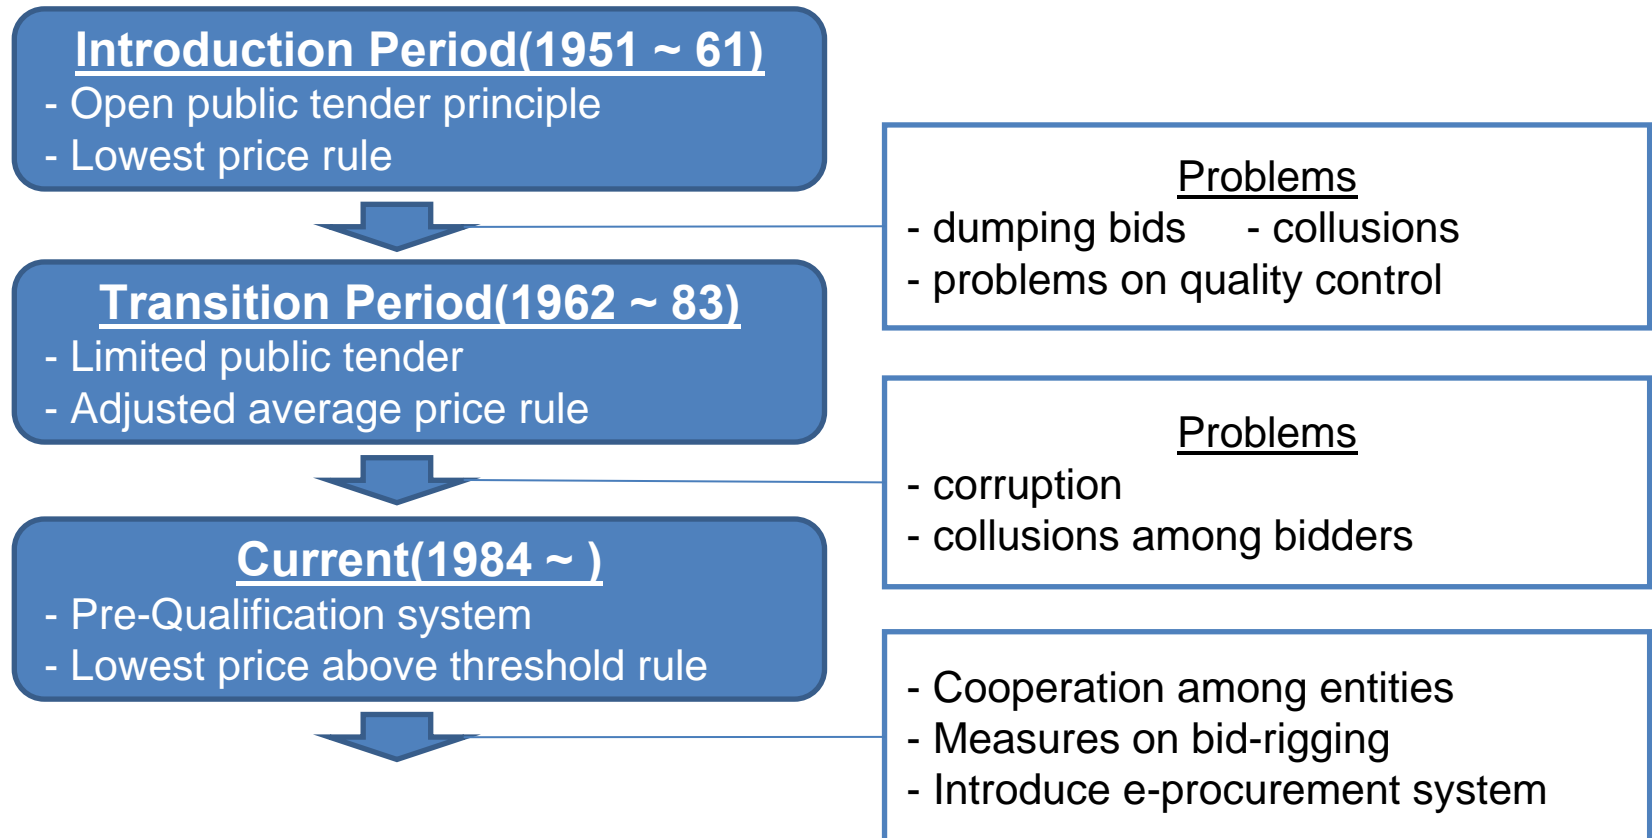 Introduction Period(1951 ~ 61)
- Open public tender principle
- Lowest price rule
Problems
- dumping bids - collusions
- problems on quality control
Transition Period(1962 ~ 83)
- Limited public tender
- Adjusted average price rule
Problems
- corruption
- collusions among bidders
Current(1984 ~ )
- Pre-Qualification system
- Lowest price above threshold rule
- Cooperation among entities
- Measures on bid-rigging
- Introduce e-procurement system